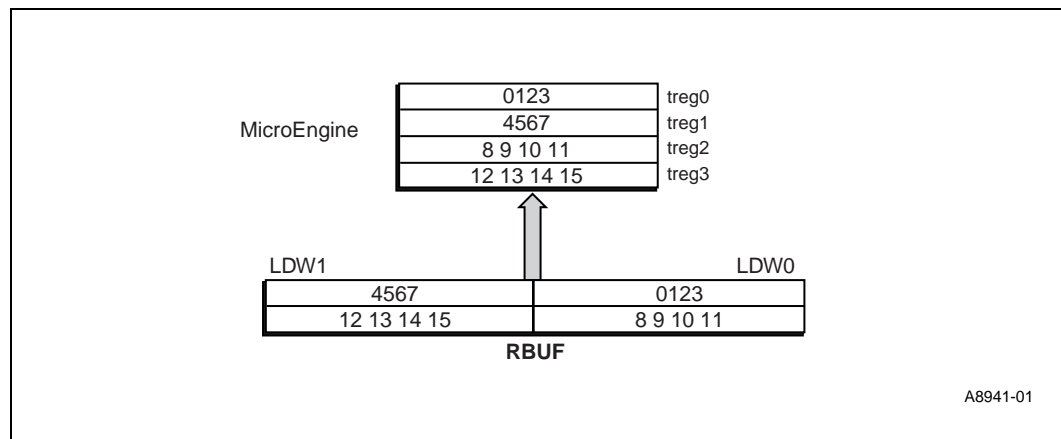 0123 treg0
MicroEngine 4567 treg1
8 9 10 11 treg2
12 13 14 15 treg3
LDW1 LDW0
4567 0123
12 13 14 15 8 9 10 11
RBUF
A8941-01